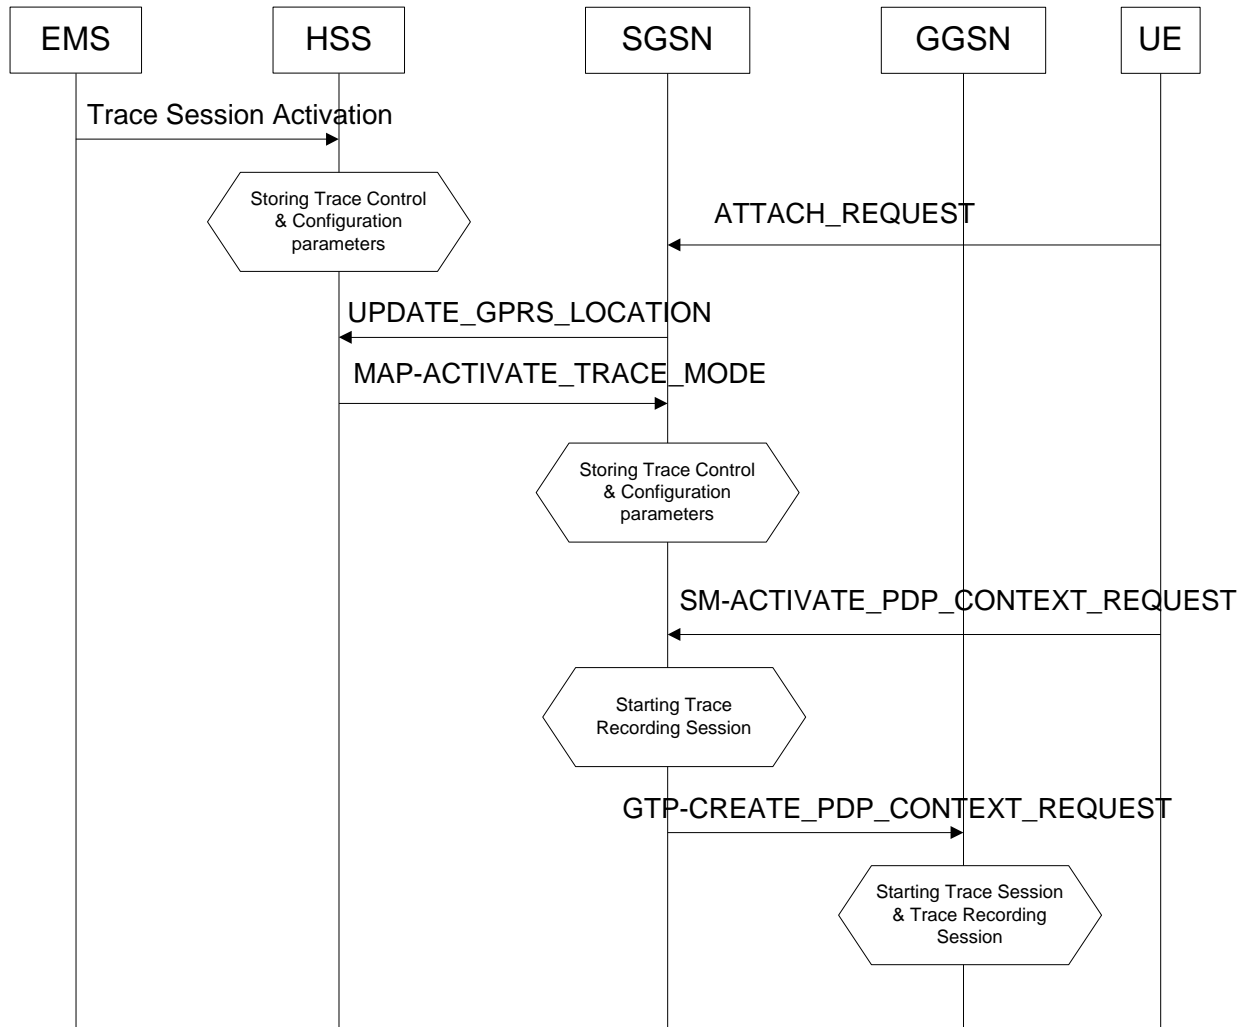 EMS
HSS
SGSN
GGSN
UE
Trace Session Activation
Storing Trace Control
& Configuration
parameters
ATTACH_REQUEST
UPDATE_GPRS_LOCATION
MAP-ACTIVATE_TRACE_MODE
Storing Trace Control
& Configuration
parameters
SM-ACTIVATE_PDP_CONTEXT_REQUEST
Starting Trace
Recording Session
GTP-CREATE_PDP_CONTEXT_REQUEST
Starting Trace Session
& Trace Recording
Session